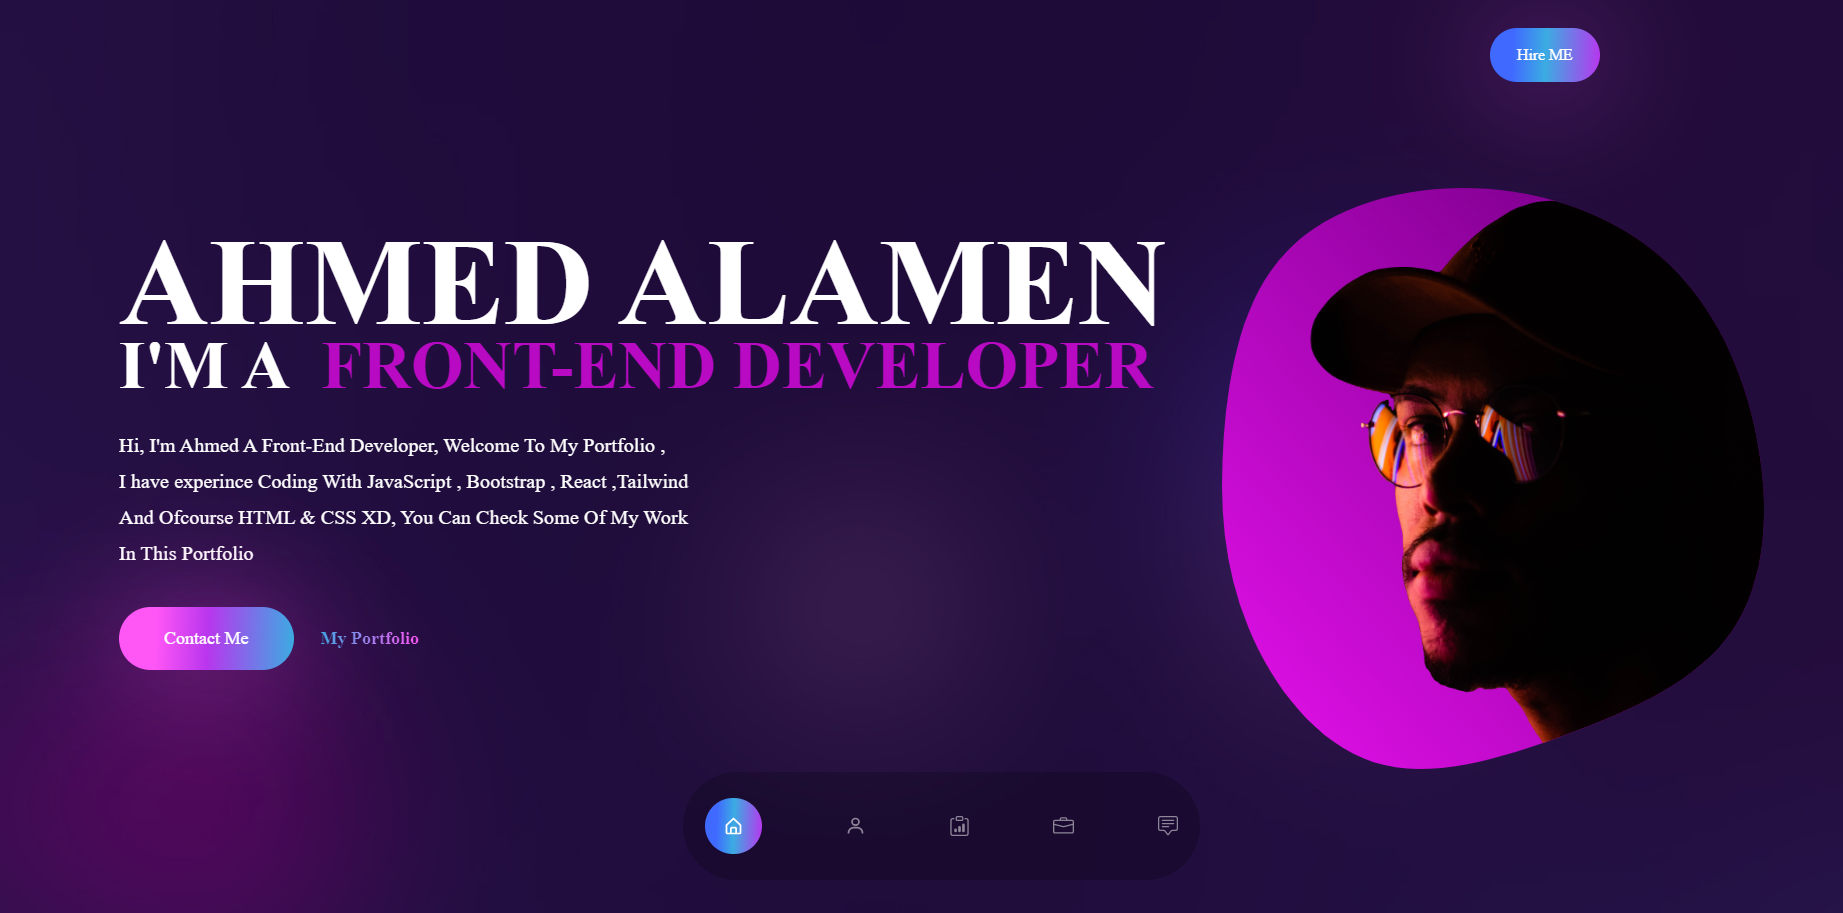 Hire ME
AHMED ALAMEN
I'M A FRONT-END DEVELOPER
Hi, I'm Ahmed A Front-End Developer, Welcome To My Portfolio ,
I have experince Coding With JavaScript , Bootstrap , React ,Tailwind
And Ofcourse HTML & CSS XD, You Can Check Some Of My Work
In This Portfolio
Contact Me
My Portfolio